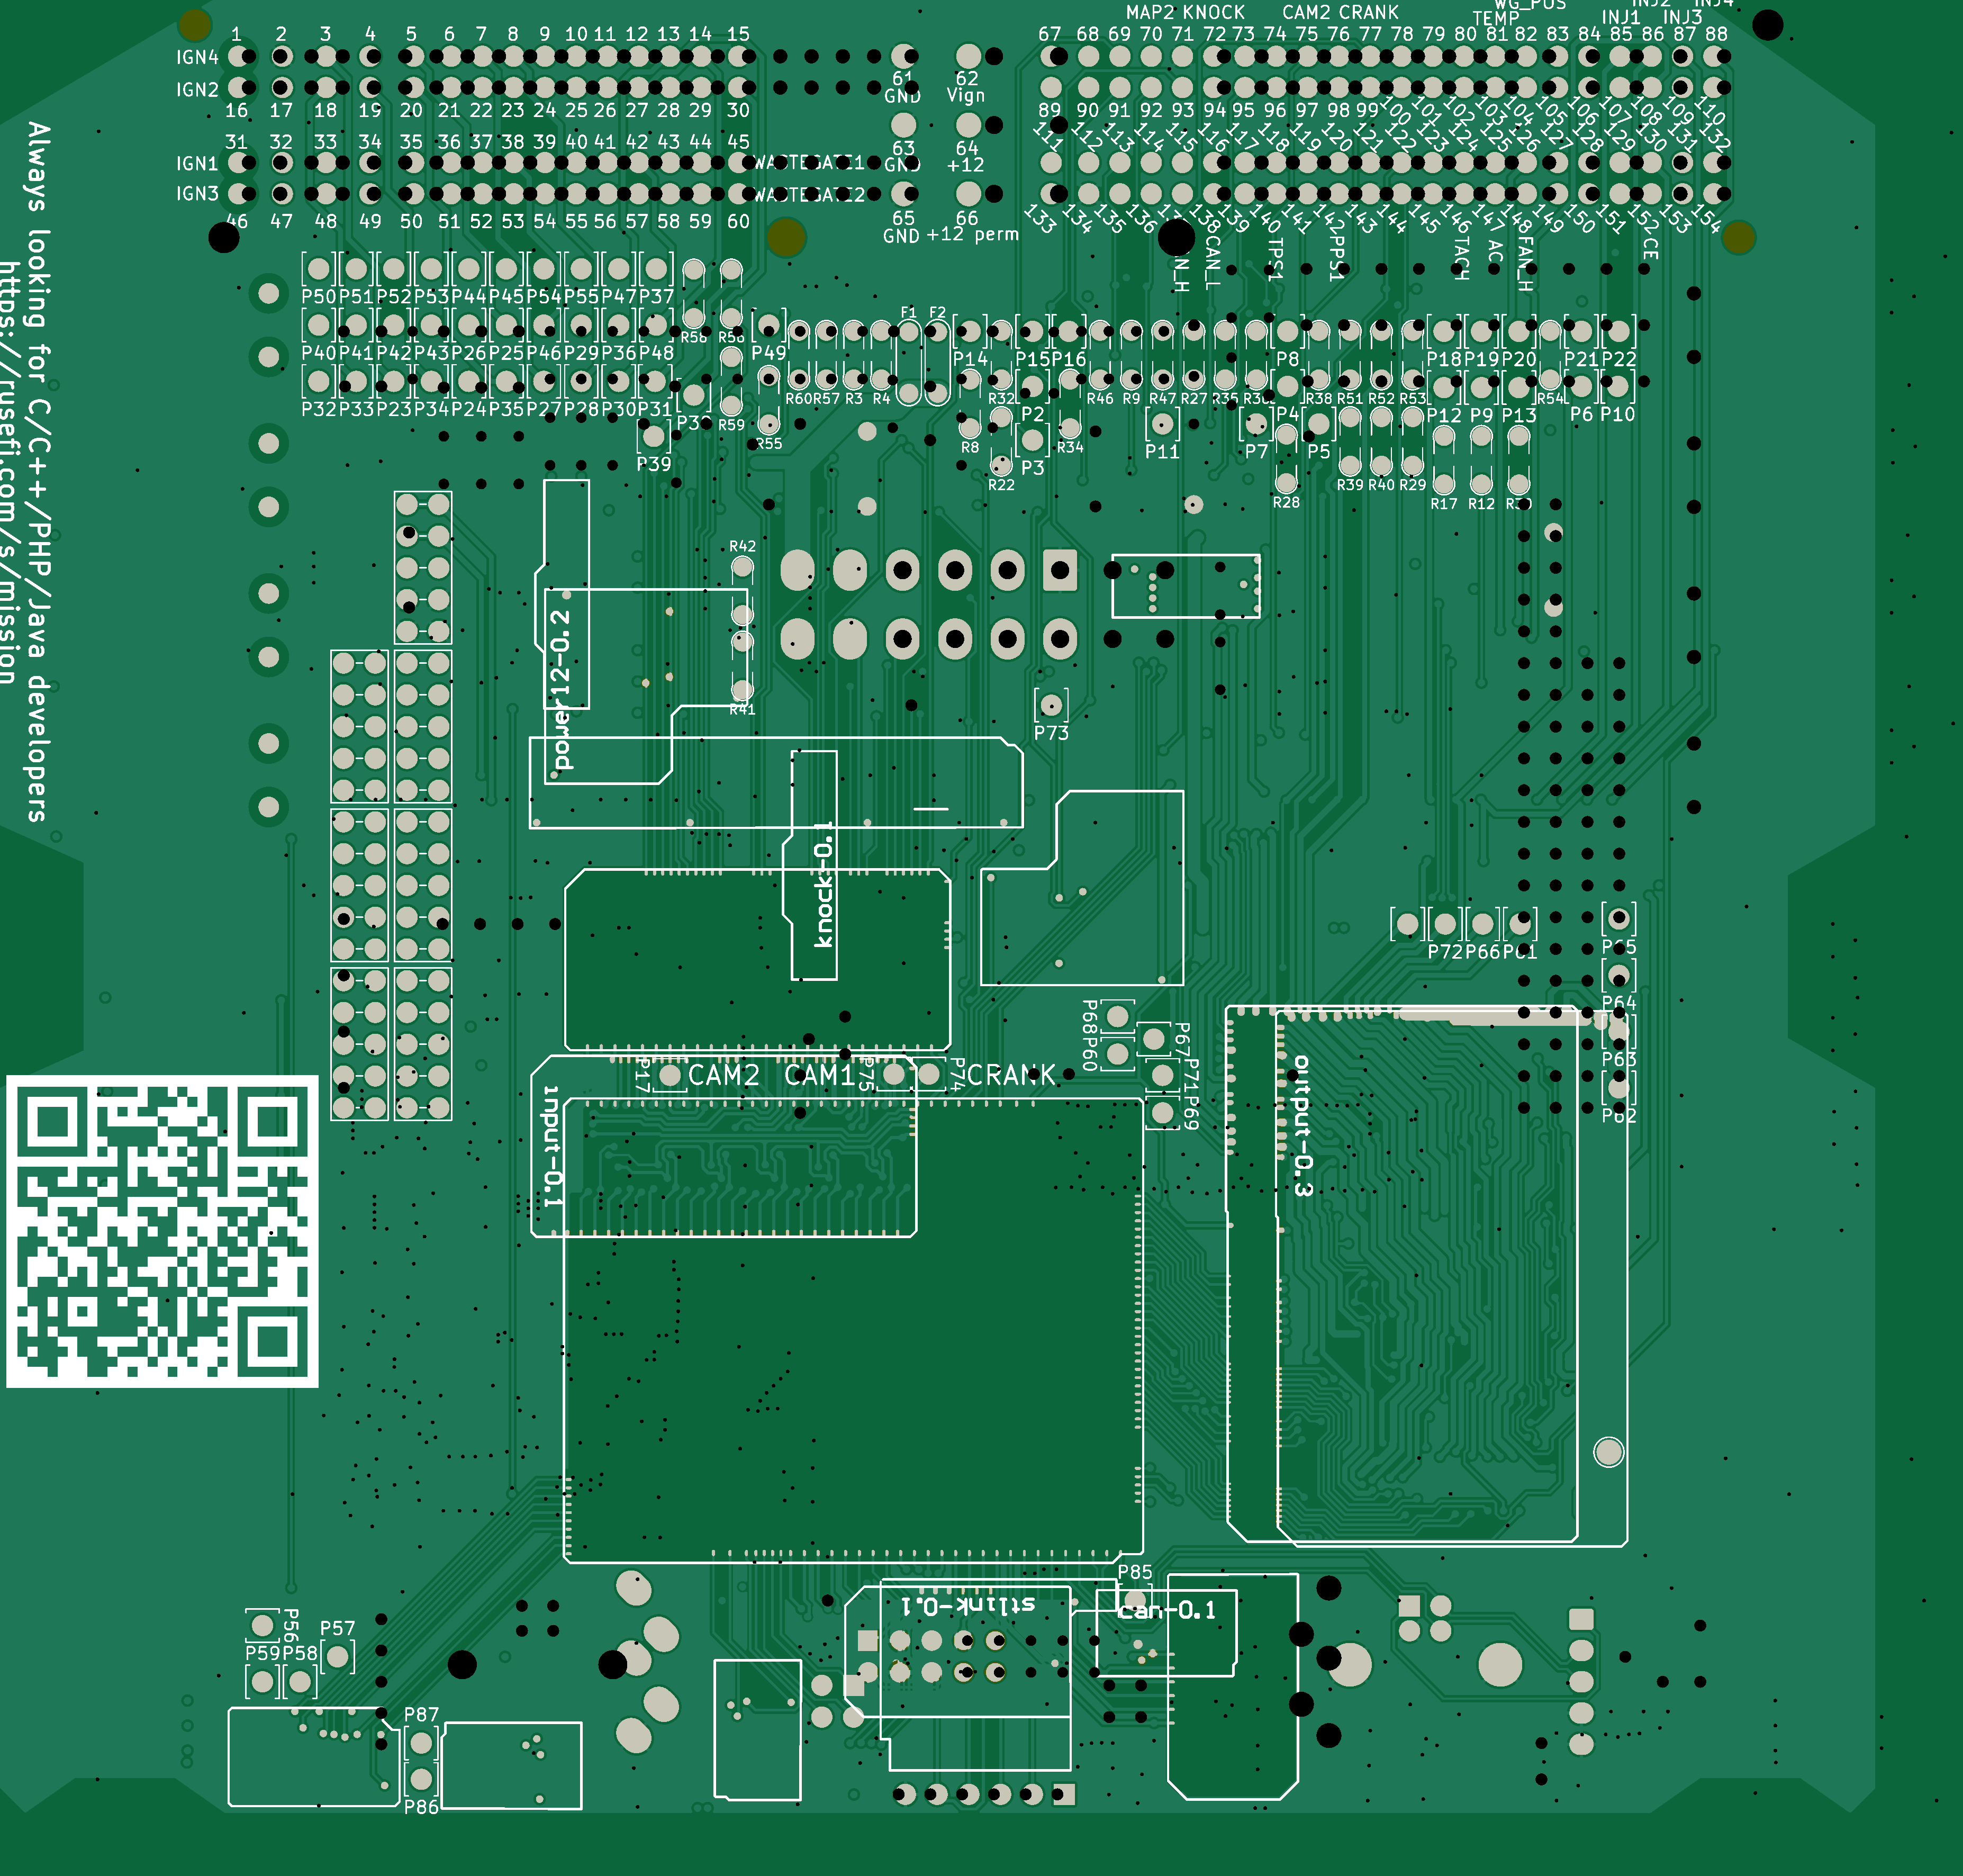 MAP2 KNOCK CAM2 CRANK TEMP WG_POS INJ1 INJ2 INJ3 INJ4
1 2 3 4 5 6 7 8 9 10 11 12 13 14 15
67 68 69 70 71 72 73 74 75 76 77 78 79 80 81 82 83 84 85 86 87 88
IGN4
61 62
IGN2
GND Vign
16 17 18 19 20 21 22 23 24 25 26 27 28 29 30
89 90 91 92 93 94 95 96 97 98 99 100 101 102 103 104 105 106 107 108 109 110
31 32 33 34 35 36 37 38 39 40 41 42 43 44 45
63 64
111 112 113 114 115 116 117 118 119 120 121 122 123 124 125 126 127 128 129 130 131 132
IGN1 WASTEGATE1 GND +12
IGN3 WASTEGATE2
46 47 48 49 50 51 52 53 54 55 56 57 58 59 60
65 66
GND +12 perm
133 134 135 136 138 139 140 141 142 143 144 145 146 147 148 149 150 151 152 153 154
CAN_L TPS1 PPS1 TACH AC FAN_H CE
Always looking for C/C++/PHP/Java developers
https://rusefi.com/s/mission
P50 P51 P52 P53 P44 P45 P54 P55 P47 P37
R56 R58 F1 F2
P40 P41 P42 P43 P26 P25 P46 P29 P36 P48 P49
P14 P15 P16 P8 P18 P19 P20 P21 P22
P32 P33 P23 P34 P24 P35 P27 P28 P30 P31
R59 R60 R57 R3 R4 R32 P2 R46 R9 R47 R27 R35 P4 R38 R51 R52 R53 P12 P9 P13 R54 P6 P10
P39 R55 R8 P3 R34 P11 P7 P5
R22 R28 R39 R40 R29 R17 R12
R42
power12-0.2
R41
P73
knock-0.1
P72 P66 P61
P65
P64
P63
P62
P68 P60 P67
P71 P69
P17 CAM2 CAM1 P75 P74 CRANK
input-0.1
output-0.3
P85
stlink-0.1
can-0.1
P56 P57
P59 P58
P87
P86